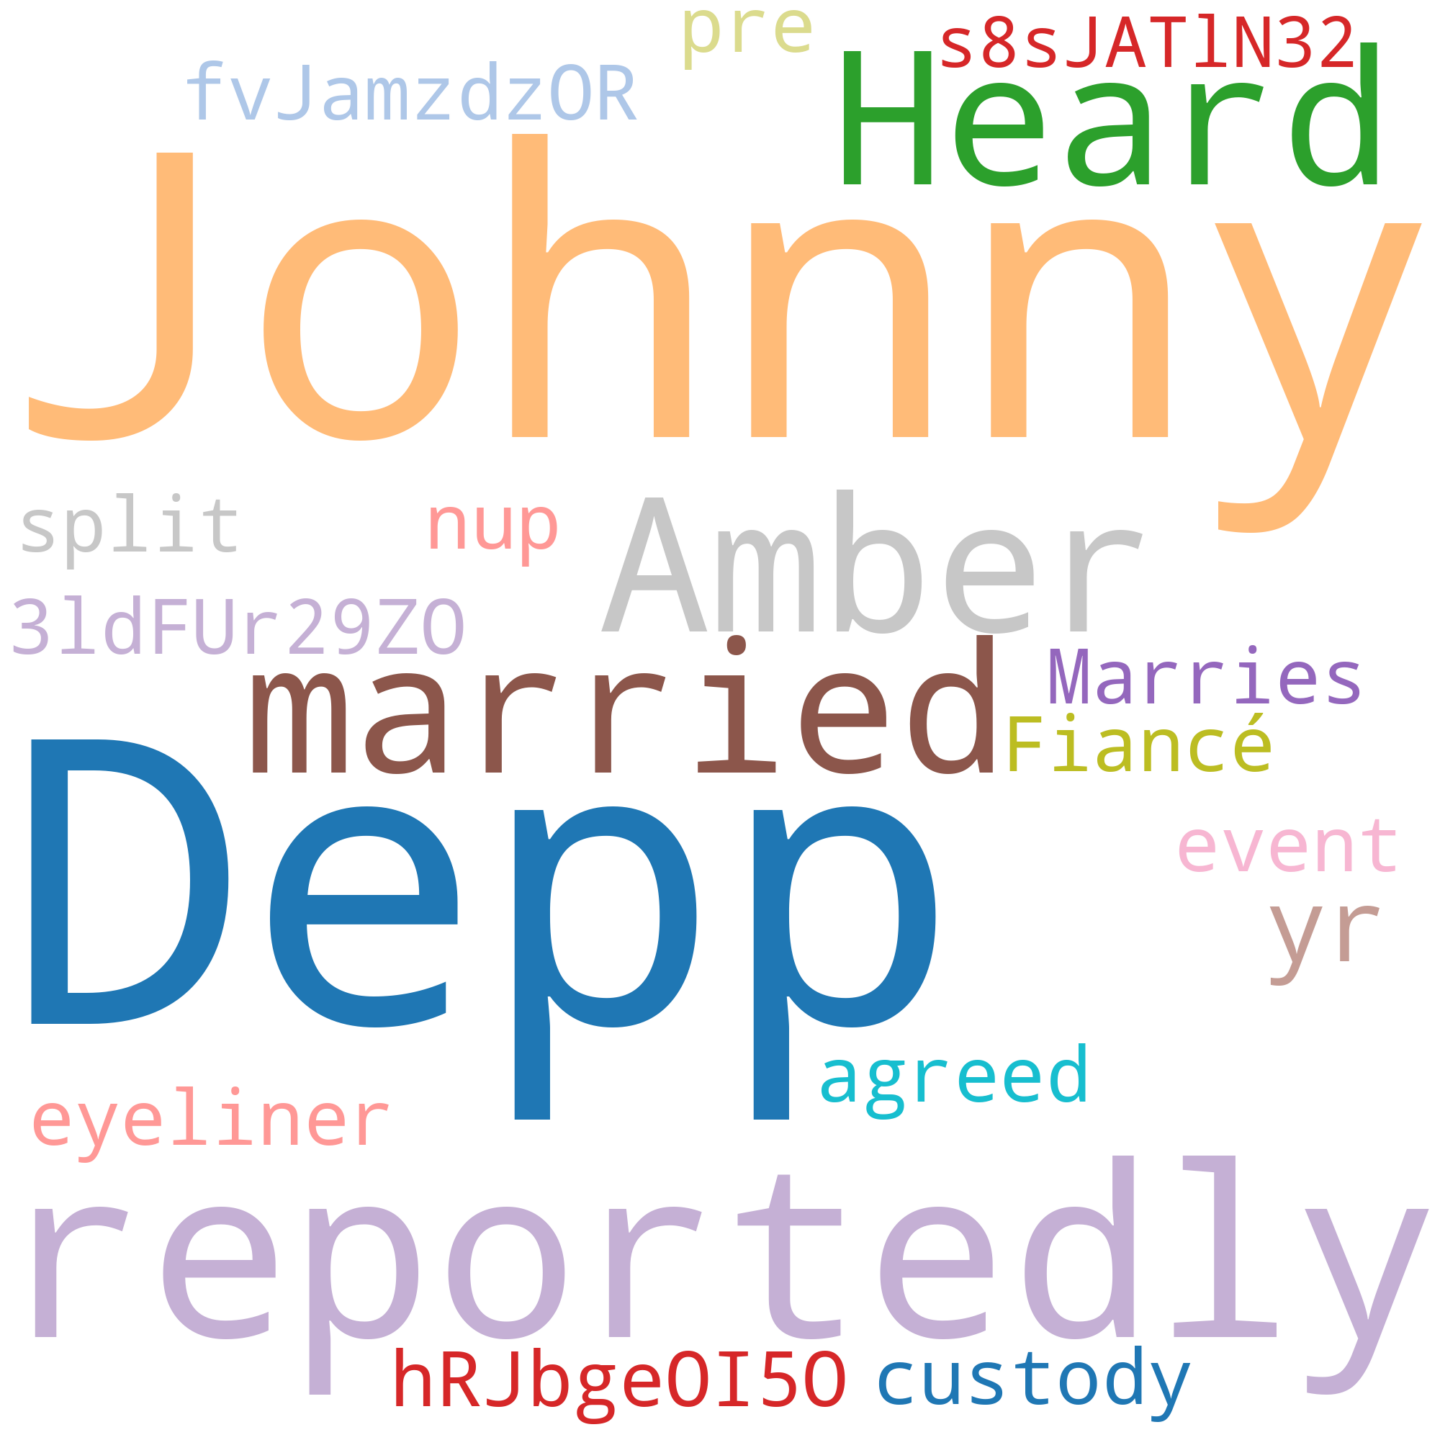 pre
s8sJATlN32
fvJamzdzOR
Heard
Johnny
split
nup
Amber
3ldFUr29ZO
married
Marries
Fiancé
Depp
event
yr
agreed
eyeliner
reportedly
hRJbgeOI5O
custody